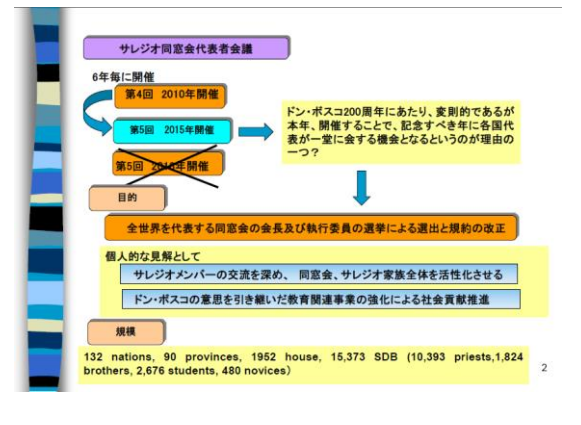 サレジオ同窓会代表者会議
6年毎に開催
第4回 2010年開催
第5回 2015年開催
第5回 2016年開催
ドン・ボスコ200周年にあたり、変則的であるが
本年、開催することで、記念すべき年に各国代
表が一堂に会する機会となるというのが理由の
一つ？
目的
全世界を代表する同窓会の会長及び執行委員の選挙による選出と規約の改正
個人的な見解として
サレジオメンバーの交流を深め、 同窓会、サレジオ家族全体を活性化させる
ドン・ボスコの意思を引き継いだ教育関連事業の強化による社会貢献推進
規模
132 nations, 90 provinces, 1952 house, 15,373 SDB (10,393 priests,1,824
brothers, 2,676 students, 480 novices）
2